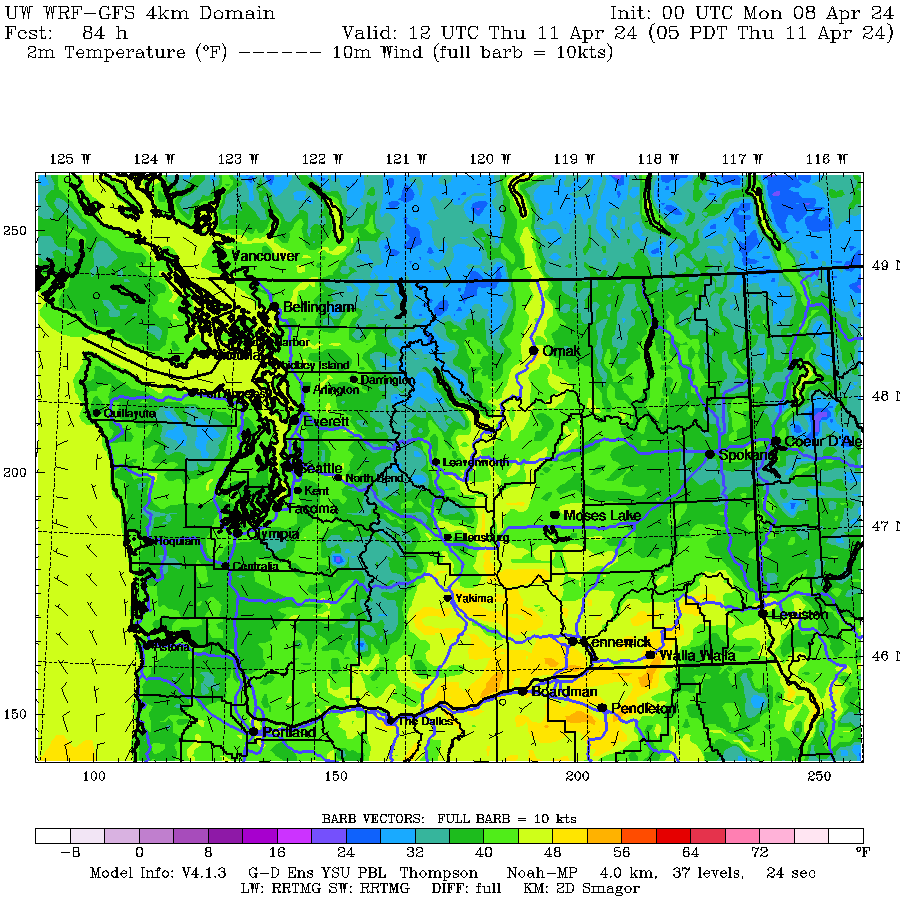 UW WRF-GFS 4km Domain Init: 00 UTC Mon 08 Apr 24
Fcst: 84 h Valid: 12 UTC Thu 11 Apr 24 (05 PDT Thu 11 Apr 24)
2m Temperature (°F) ------ 10m Wind (full barb = 10kts)
125 W 124 W 123 W 122 W 121 W 120 W 119 W 118 W 117 W 116 W
250
Vancouver
49 N
Bellingham
Omak
Whidbey Island
Darrington
Arlington
48 N
Quillayute
Everett
Coeur D'Ale
Spokane
Leavenworth
200
Seattle
North Bend
Kent
Tacoma
Moses Lake
47 N
Olympia
Ellensburg
Hoquiam
Centralia
Yakima
Lewiston
Kennewick
Astoria
Walla Walla
46 N
Boardman
Pendleton
150
The Dalles
Portland
100 150 200 250
BARB VECTORS: FULL BARB = 10 kts
-8 0 8 16 24 32 40 48 56 64 72 °F
Model Info: V4.1.3 G-D Ens YSU PBL Thompson Noah-MP 4.0 km, 37 levels, 24 sec
LW: RRTMG SW: RRTMG DIFF: full KM: 2D Smagor